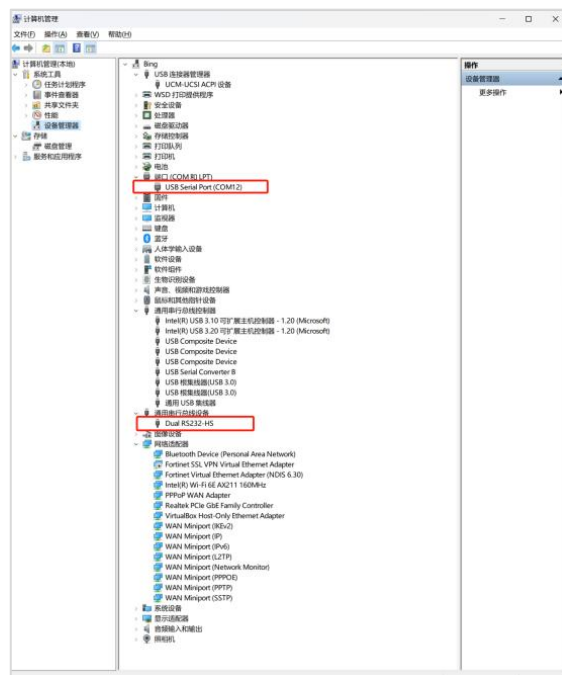 计算机管理
文件(F) 操作(A) 查看(V) 帮助(H)
计算机管理(本地)
系统工具
任务计划程序
事件查看器
共享文件夹
性能
设备管理器
存储
磁盘管理
服务和应用程序
Bing
USB 连接器管理器
UCM-UCSI ACPI 设备
WSD 打印提供程序
安全设备
处理器
磁盘驱动器
存储控制器
打印队列
打印机
电池
端口 (COM 和 LPT)
USB Serial Port (COM12)
固件
计算机
监视器
键盘
蓝牙
人体学输入设备
软件设备
软件组件
生物识别设备
声音、视频和游戏控制器
鼠标和其他指针设备
通用串行总线控制器
Intel(R) USB 3.10 可扩展主机控制器 - 1.20 (Microsoft)
Intel(R) USB 3.20 可扩展主机控制器 - 1.20 (Microsoft)
USB Composite Device
USB Composite Device
USB Composite Device
USB Serial Converter B
USB 根集线器(USB 3.0)
USB 根集线器(USB 3.0)
通用 USB 集线器
通用串行总线设备
Dual RS232-HS
图像设备
网络适配器
Bluetooth Device (Personal Area Network)
Fortinet SSL VPN Virtual Ethernet Adapter
Fortinet Virtual Ethernet Adapter (NDIS 6.30)
Intel(R) Wi-Fi 6E AX211 160MHz
PPPoP WAN Adapter
Realtek PCIe GbE Family Controller
VirtualBox Host-Only Ethernet Adapter
WAN Miniport (IKEv2)
WAN Miniport (IP)
WAN Miniport (IPv6)
WAN Miniport (L2TP)
WAN Miniport (Network Monitor)
WAN Miniport (PPPOE)
WAN Miniport (PPTP)
WAN Miniport (SSTP)
系统设备
显示适配器
音频输入和输出
照相机
操作
设备管理器
更多操作